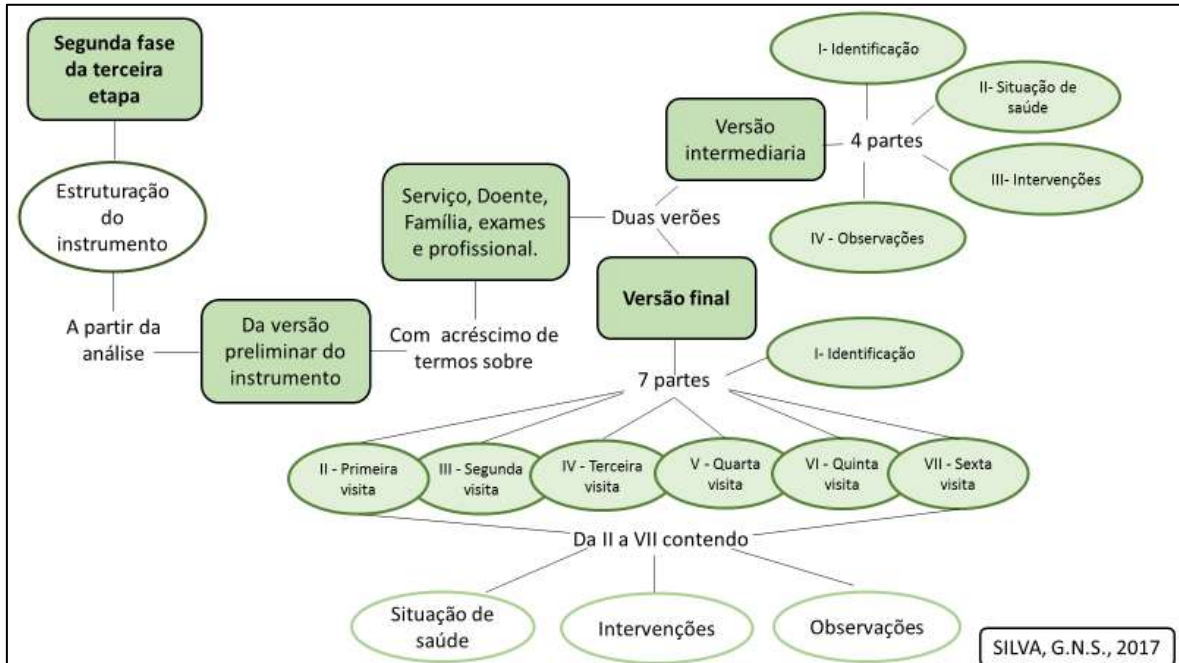 Segunda fase
da terceira
etapa
Estruturação
do
instrumento
A partir da
análise
Da versão
preliminar do
instrumento
Com acréscimo de
termos sobre
Serviço, Doente,
Família, exames
e profissional.
Duas verões
Versão
intermediaria
4 partes
I- Identificação
II- Situação de
saúde
III- Intervenções
IV - Observações
Versão final
7 partes
I- Identificação
II - Primeira
visita
III - Segunda
visita
IV - Terceira
visita
V - Quarta
visita
VI - Quinta
visita
VII - Sexta
visita
Da II a VII contendo
Situação de
saúde
Intervenções
Observações
SILVA, G.N.S., 2017